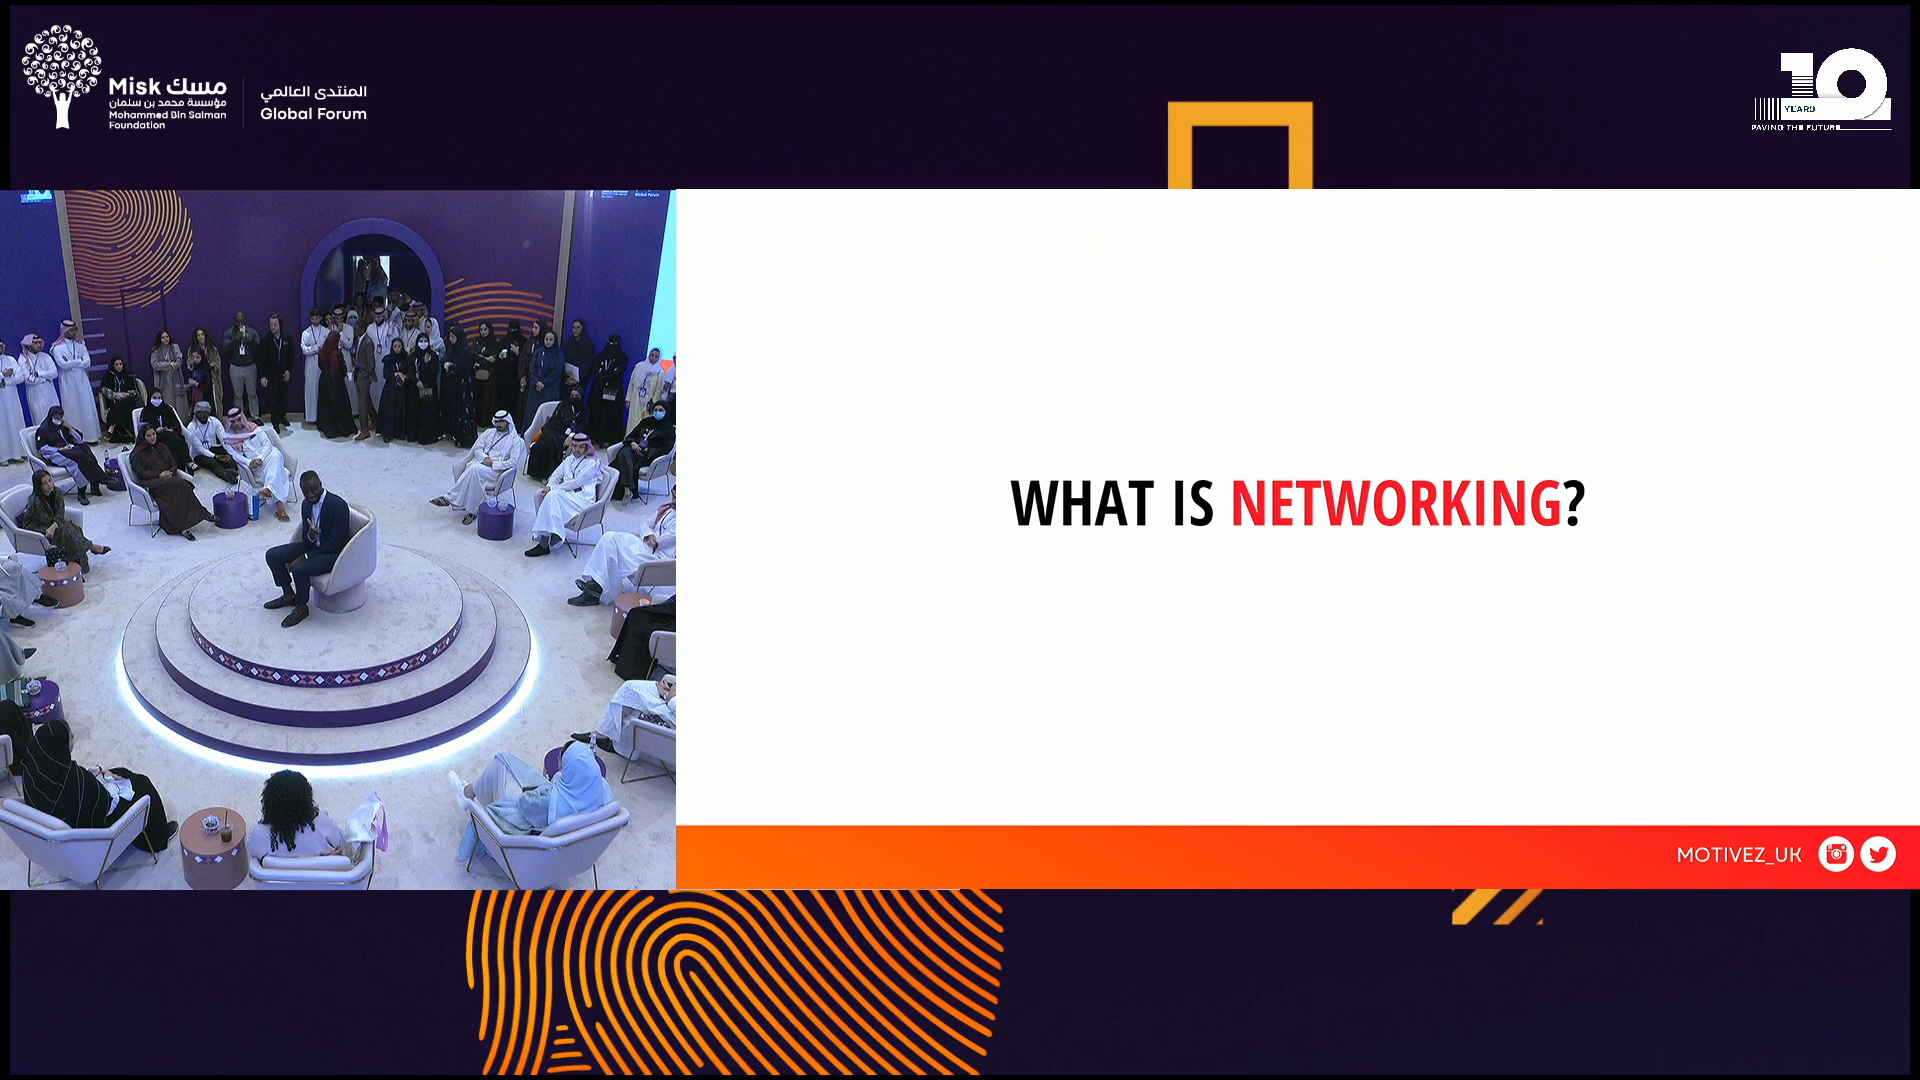 Misk مسك
مؤسسة محمد بن سلمان
Mohammed Bin Salman
Foundation
المنتدى العالمي
Global Forum
10
YEARS
PAVING THE FUTURE
WHAT IS NETWORKING?
MOTIVEZ_UK